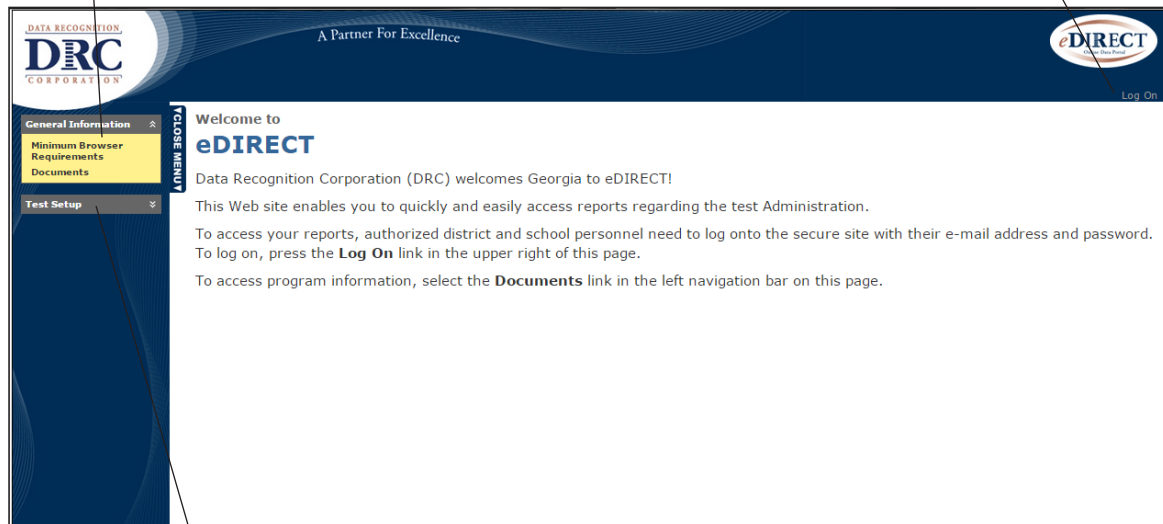 DATA RECOGNITION
DRC
CORPORATION
A Partner For Excellence
eDIRECT
Online Data Portal
Log On
General Information
Minimum Browser
Requirements
Documents
Test Setup
CLOSE MENU
Welcome to
eDIRECT
Data Recognition Corporation (DRC) welcomes Georgia to eDIRECT!
This Web site enables you to quickly and easily access reports regarding the test Administration.
To access your reports, authorized district and school personnel need to log onto the secure site with their e-mail address and password.
To log on, press the Log On link in the upper right of this page.
To access program information, select the Documents link in the left navigation bar on this page.